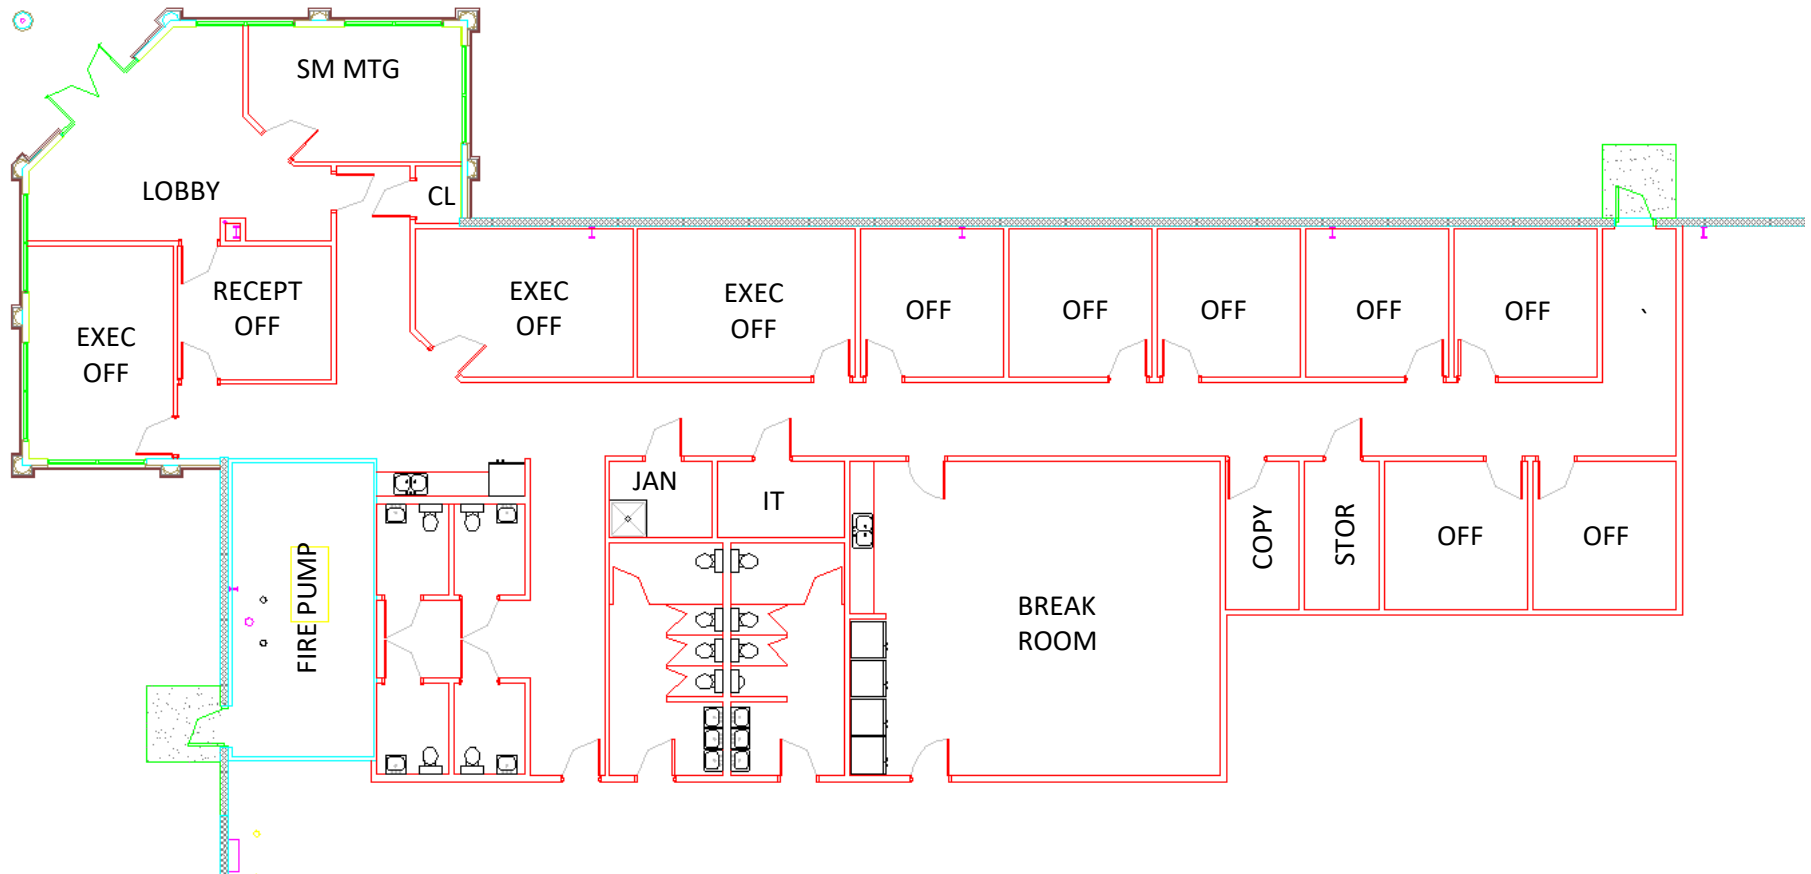 SM MTG
LOBBY
CL
RECEPT
OFF
EXEC
OFF
EXEC
OFF
EXEC
OFF
OFF
OFF
OFF
OFF
OFF
`
JAN
IT
COPY
STOR
OFF
OFF
FIRE PUMP
BREAK
ROOM